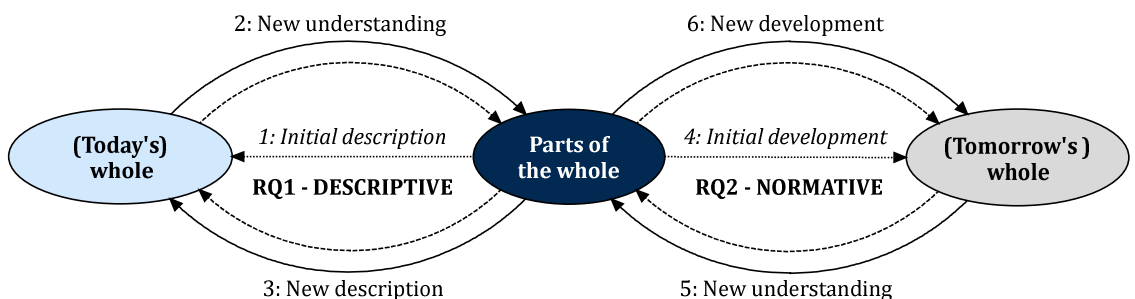 2: New understanding
6: New development
(Today's)
whole
1: Initial description
RQ1 - DESCRIPTIVE
Parts of
the whole
4: Initial development
RQ2 - NORMATIVE
(Tomorrow's )
whole
3: New description
5: New understanding